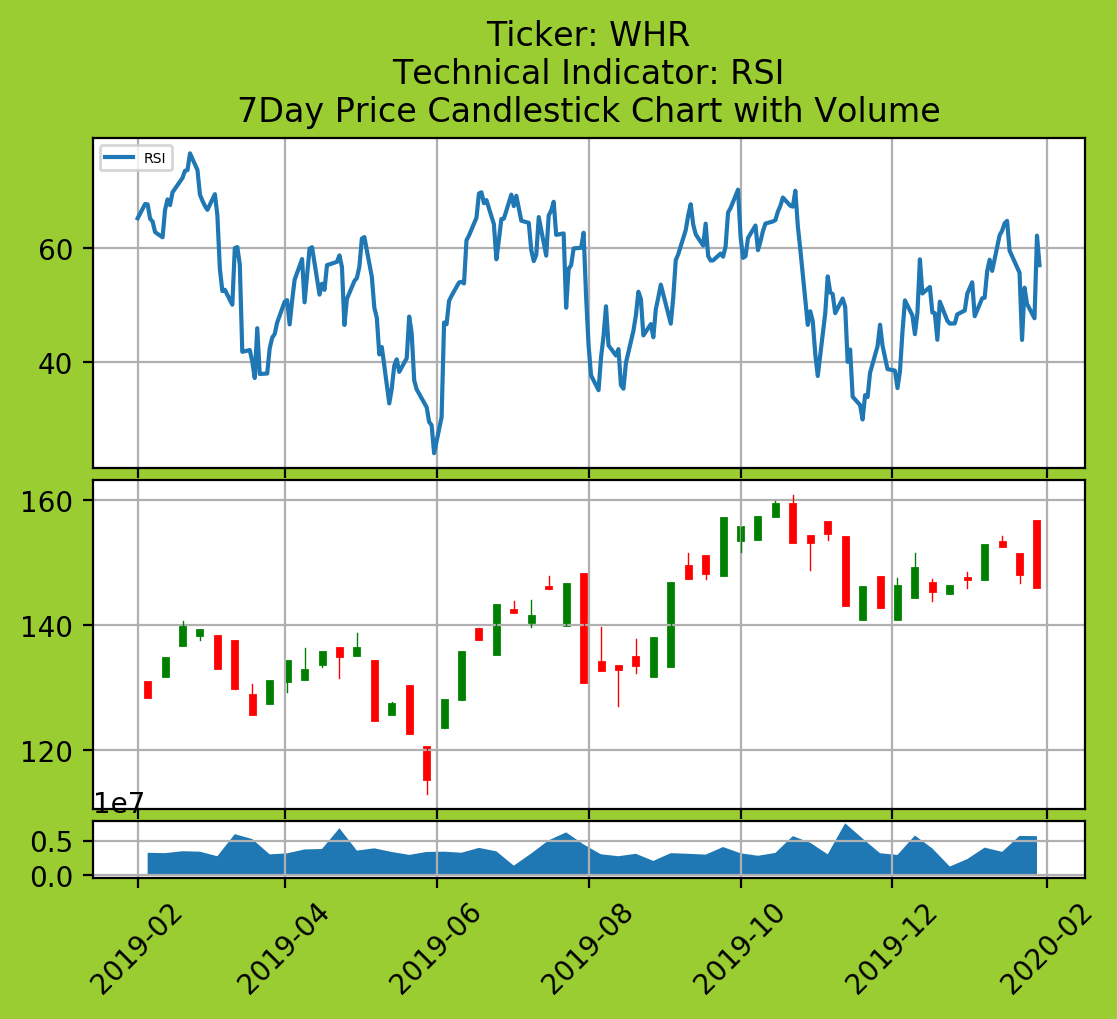 Ticker: WHR
Technical Indicator: RSI
7Day Price Candlestick Chart with Volume
RSI
60
40
160
140
120
1e7
0.5
0.0
2019-02
2019-04
2019-06
2019-08
2019-10
2019-12
2020-02